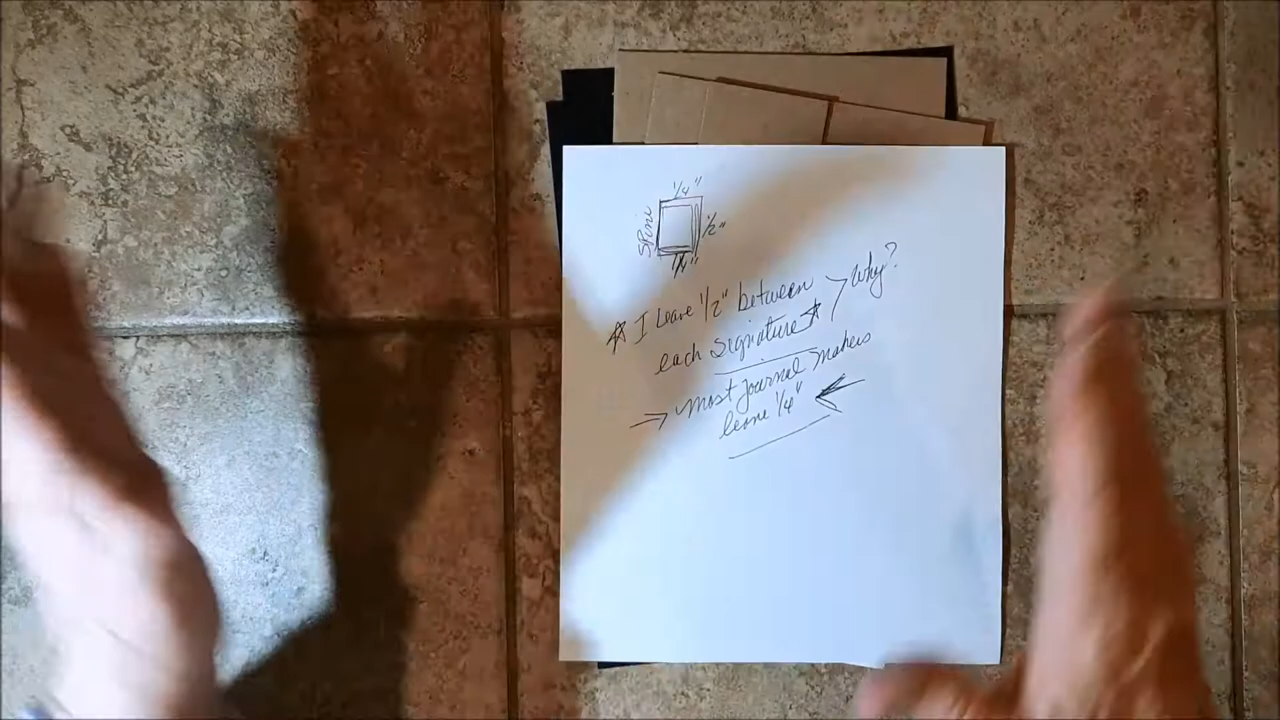 1/4"
Spine
1/2"
1/4"
I leave 1/2" between
each signature
Why?
most journal makers
leave 1/4"